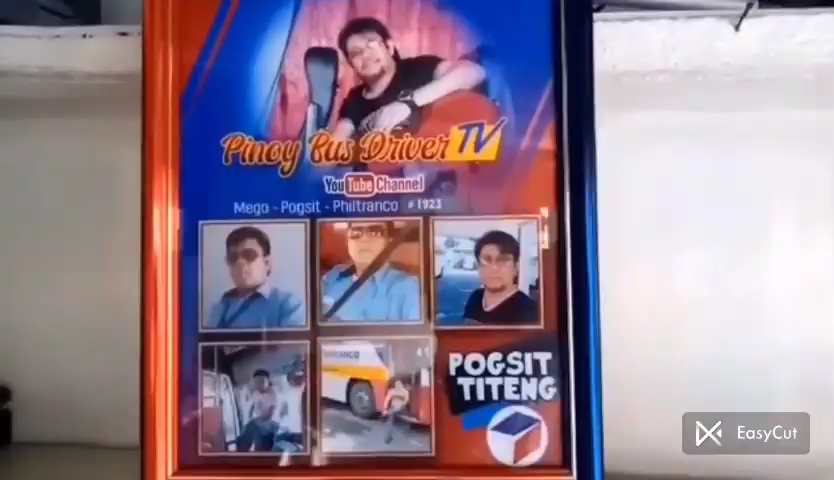 Pinoy Bus Driver TV
YouTube Channel
Mego - Pogsit - Philtranco # 1923
POGSIT
TITENG
EasyCut